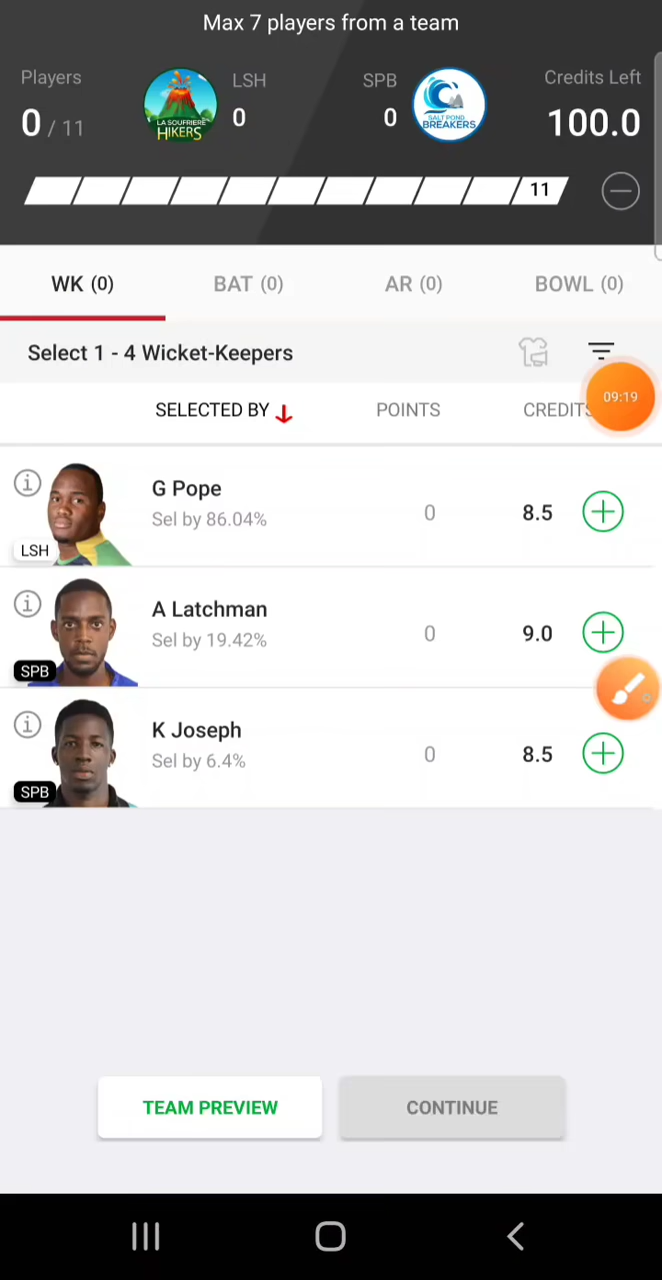 Max 7 players from a team
Players
LSH
SPB
Credits Left
0 / 11
LA SOUFRIERE
HIKERS
0
0
SALT POND
BREAKERS
100.0
11
WK (0)
BAT (0)
AR (0)
BOWL (0)
Select 1 - 4 Wicket-Keepers
SELECTED BY
POINTS
CREDITS
09:19
G Pope
Sel by 86.04%
0
8.5
LSH
A Latchman
Sel by 19.42%
0
9.0
SPB
K Joseph
Sel by 6.4%
0
8.5
SPB
TEAM PREVIEW
CONTINUE